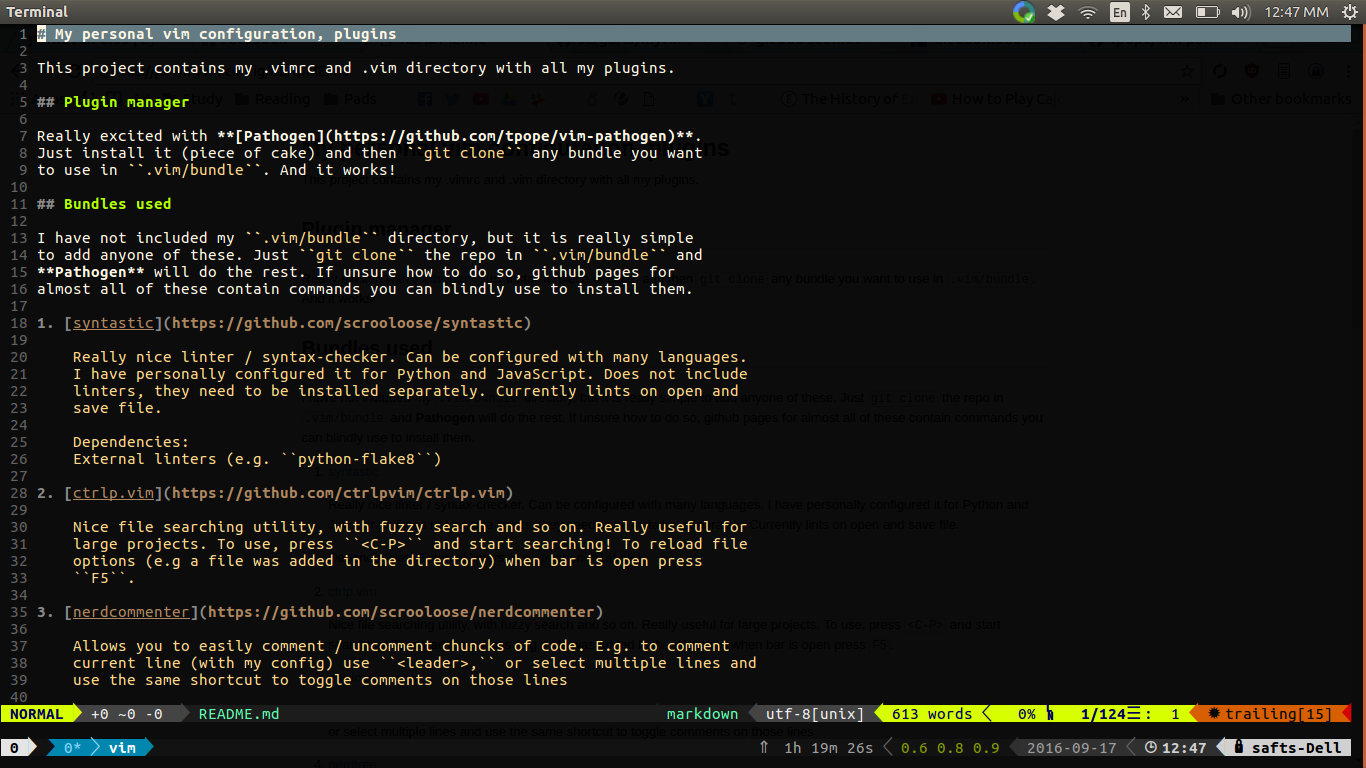 Terminal
En
12:47 MM
1 # My personal vim configuration, plugins
2
3 This project contains my .vimrc and .vim directory with all my plugins.
4
5 ## Plugin manager
6
7 Really excited with **[Pathogen](https://github.com/tpope/vim-pathogen)**.
8 Just install it (piece of cake) and then ``git clone`` any bundle you want
9 to use in ``.vim/bundle``. And it works!
10
11 ## Bundles used
12
13 I have not included my ``.vim/bundle`` directory, but it is really simple
14 to add anyone of these. Just ``git clone`` the repo in ``.vim/bundle`` and
15 **Pathogen** will do the rest. If unsure how to do so, github pages for
16 almost all of these contain commands you can blindly use to install them.
17
18 1. [syntastic](https://github.com/scrooloose/syntastic)
19
20 Really nice linter / syntax-checker. Can be configured with many languages.
21 I have personally configured it for Python and JavaScript. Does not include
22 linters, they need to be installed separately. Currently lints on open and
23 save file.
24
25 Dependencies:
26 External linters (e.g. ``python-flake8``)
27
28 2. [ctrlp.vim](https://github.com/ctrlpvim/ctrlp.vim)
29
30 Nice file searching utility, with fuzzy search and so on. Really useful for
31 large projects. To use, press ``<C-P>`` and start searching! To reload file
32 options (e.g a file was added in the directory) when bar is open press
33 ``F5``.
34
35 3. [nerdcommenter](https://github.com/scrooloose/nerdcommenter)
36
37 Allows you to easily comment / uncomment chuncks of code. E.g. to comment
38 current line (with my config) use ``<leader>,`` or select multiple lines and
39 use the same shortcut to toggle comments on those lines
40
NORMAL +0 ~0 -0 README.md markdown utf-8[unix] 613 words 0% 1/124 : 1 trailing[15]
0 0* vim ⇑ 1h 19m 26s 0.6 0.8 0.9 2016-09-17 12:47 safts-Dell